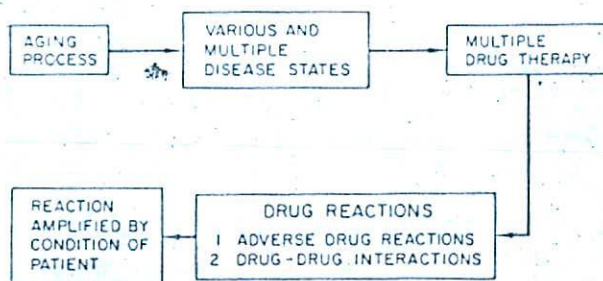 AGING
PROCESS
VARIOUS AND
MULTIPLE
DISEASE STATES
MULTIPLE
DRUG THERAPY
DRUG REACTIONS
1 ADVERSE DRUG REACTIONS
2 DRUG-DRUG INTERACTIONS
REACTION
AMPLIFIED BY
CONDITION OF
PATIENT